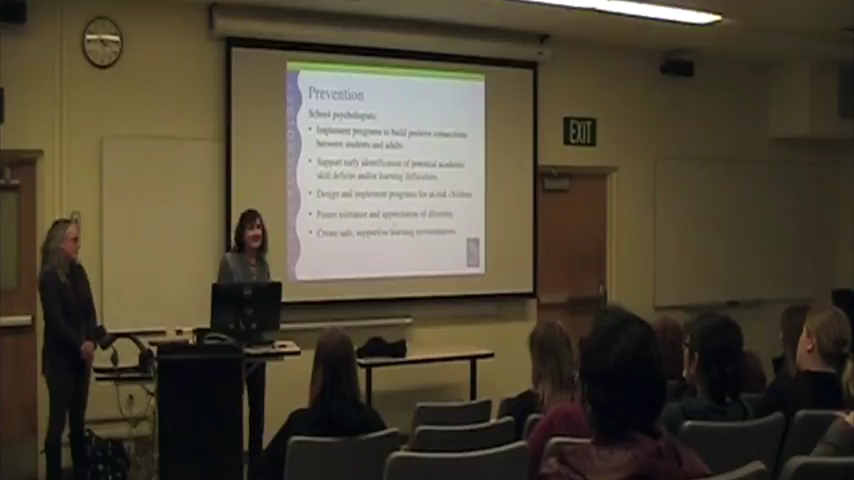 Prevention
School psychologists:
• Implement programs to build positive connections
between students and adults.
• Support early identification of potential academic
skill deficits and/or learning difficulties.
• Design and implement programs for at-risk children.
• Foster tolerance and appreciation of diversity.
• Create safe, supportive learning environments.
EXIT